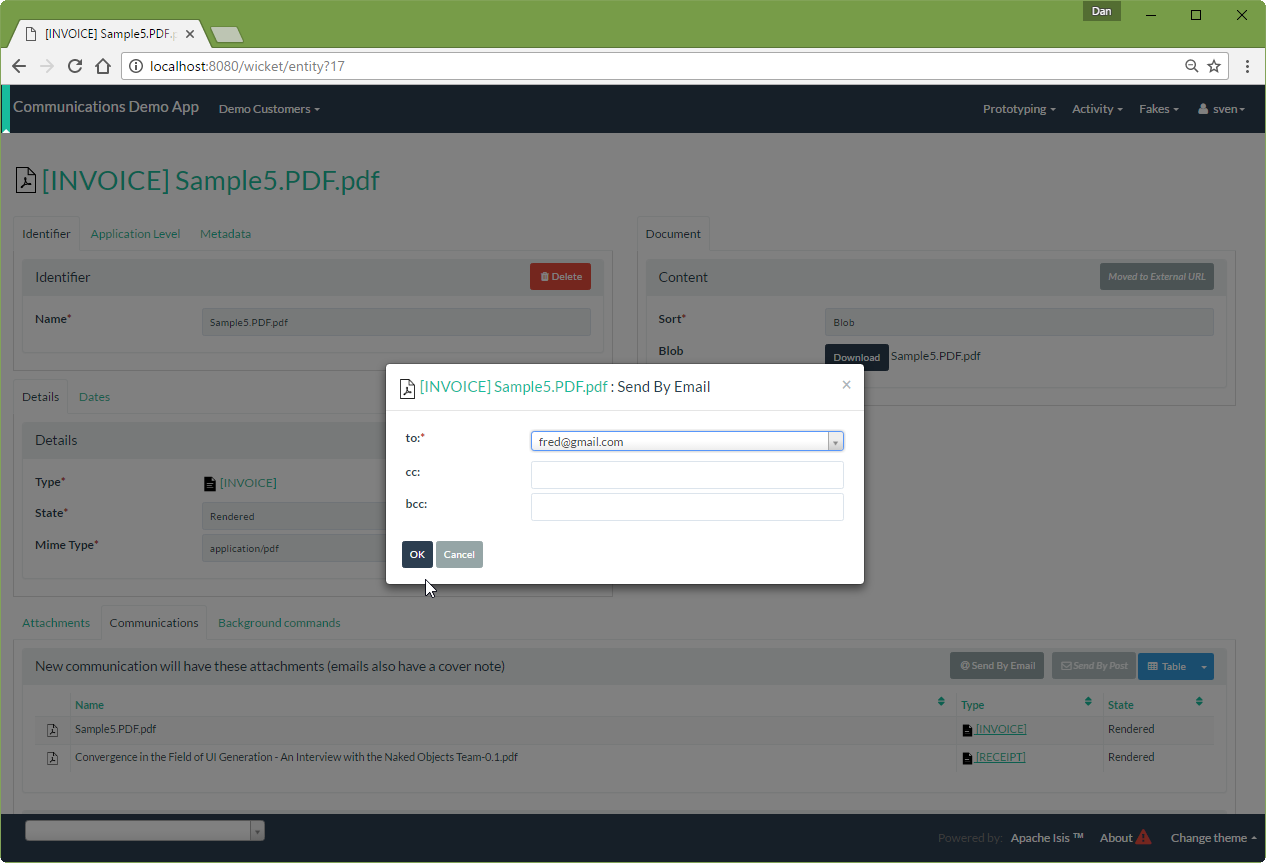 Dan
[INVOICE] Sample5.PDF.p
localhost:8080/wicket/entity?17
Communications Demo App Demo Customers Prototyping Activity Fakes sven
[INVOICE] Sample5.PDF.pdf
Identifier Application Level Metadata
Document
Identifier Delete
Content Moved to External URL
Name* Sample5.PDF.pdf
Sort* Blob
Blob Download Sample5.PDF.pdf
[INVOICE] Sample5.PDF.pdf : Send By Email ×
to:* fred@gmail.com
cc:
bcc:
OK Cancel
Details Dates
Details
Type* [INVOICE]
State* Rendered
Mime Type* application/pdf
Attachments Communications Background commands
New communication will have these attachments (emails also have a cover note) @ Send By Email Send By Post Table
Name Type State
Sample5.PDF.pdf [INVOICE] Rendered
Convergence in the Field of UI Generation - An Interview with the Naked Objects Team-0.1.pdf [RECEIPT] Rendered
Powered by: Apache Isis ™ About Change theme